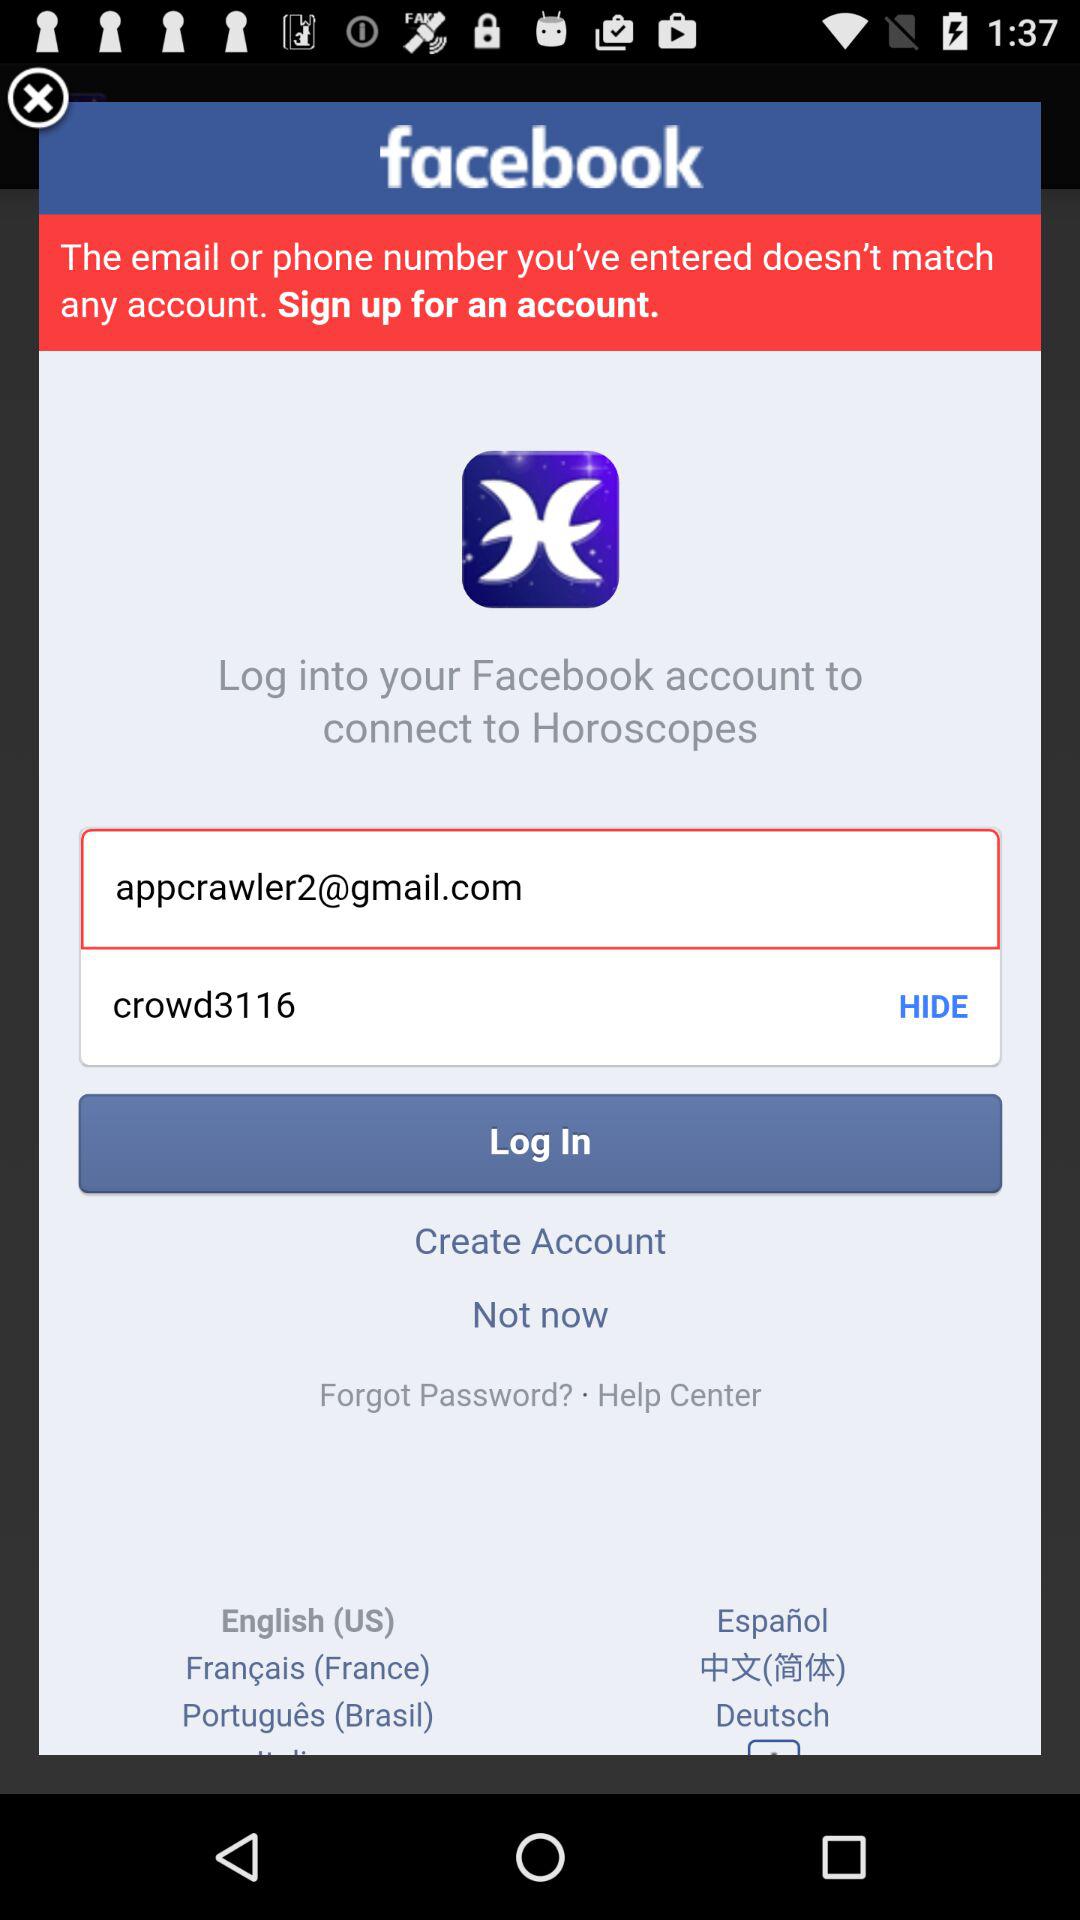 FAKE
1:37
facebook
The email or phone number you’ve entered doesn’t match
any account. Sign up for an account.
Log into your Facebook account to
connect to Horoscopes
appcrawler2@gmail.com
crowd3116 HIDE
Log In
Create Account
Not now
Forgot Password? · Help Center
English (US) Español
Français (France) 中文(简体)
Português (Brasil) Deutsch